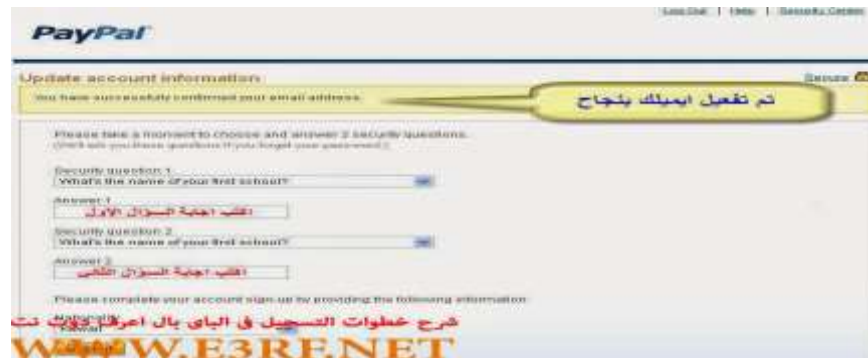 Log Out | Help | Security Center
PayPal
Update account information
Secure
You have successfully confirmed your email address.
تم تفعيل ايميلك بنجاح
Please take a moment to choose and answer 2 security questions.
(We'll ask you these questions if you forget your password.)
Security question 1
What's the name of your first school?
Answer 1
اكتب اجابة السؤال الاول
Security question 2
What's the name of your first school?
Answer 2
اكتب اجابة السؤال الثانى
Please complete your account sign-up by providing the following information
Nationality
شرح خطوات التسجيل فى الباى بال اعرف دوت نت
WWW.E3RF.NET